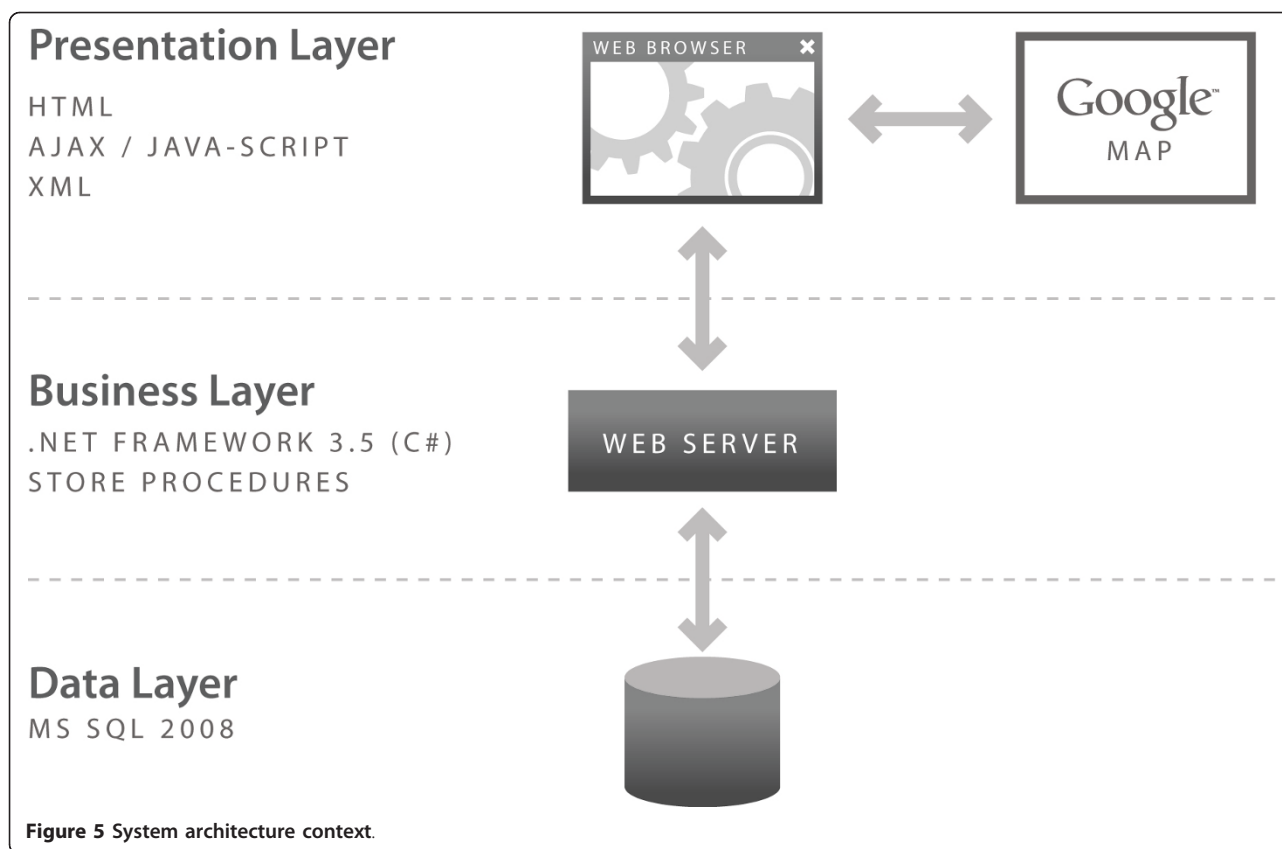 Presentation Layer
HTML
AJAX / JAVA-SCRIPT
XML
WEB BROWSER
Google™
MAP
Business Layer
.NET FRAMEWORK 3.5 (C#)
STORE PROCEDURES
WEB SERVER
Data Layer
MS SQL 2008
Figure 5 System architecture context.